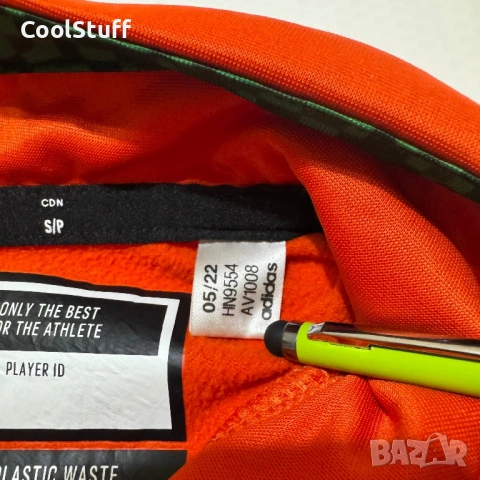 CoolStuff
CDN
S/P
05/22
HN9554
AV1008
adidas
ONLY THE BEST
OR THE ATHLETE
PLAYER ID
PLASTIC WASTE
BAZAR